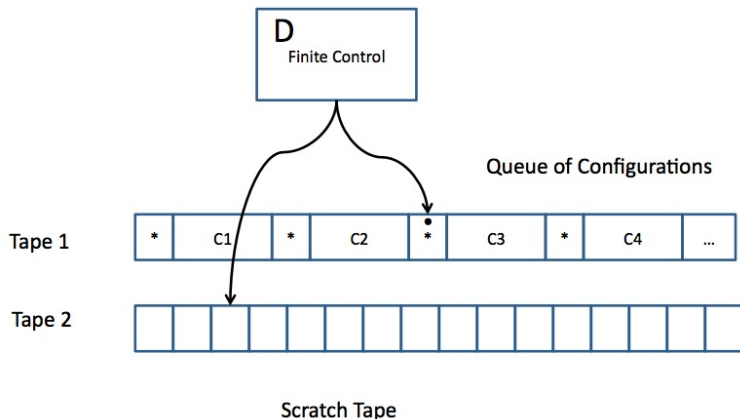 D
Finite Control
Queue of Configurations
Tape 1 * C1 * C2 * C3 * C4 ...
Tape 2
Scratch Tape